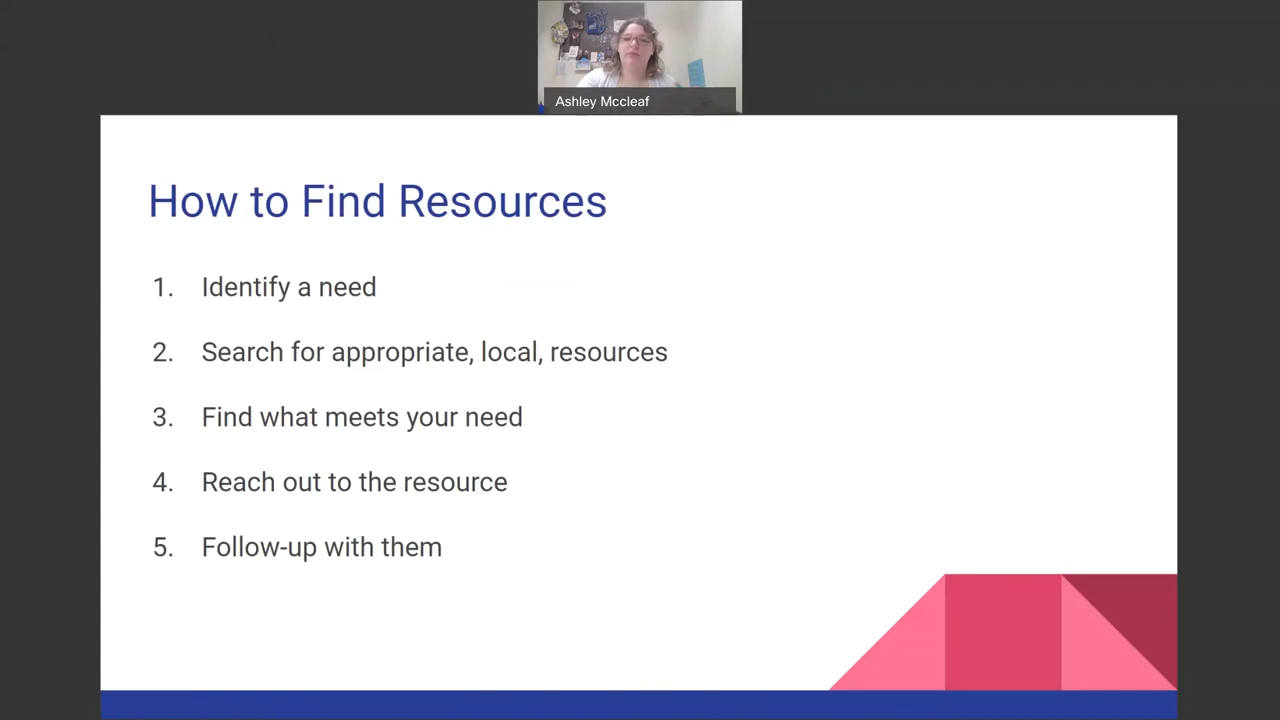 Ashley Mccleaf
How to Find Resources
1. Identify a need
2. Search for appropriate, local, resources
3. Find what meets your need
4. Reach out to the resource
5. Follow-up with them